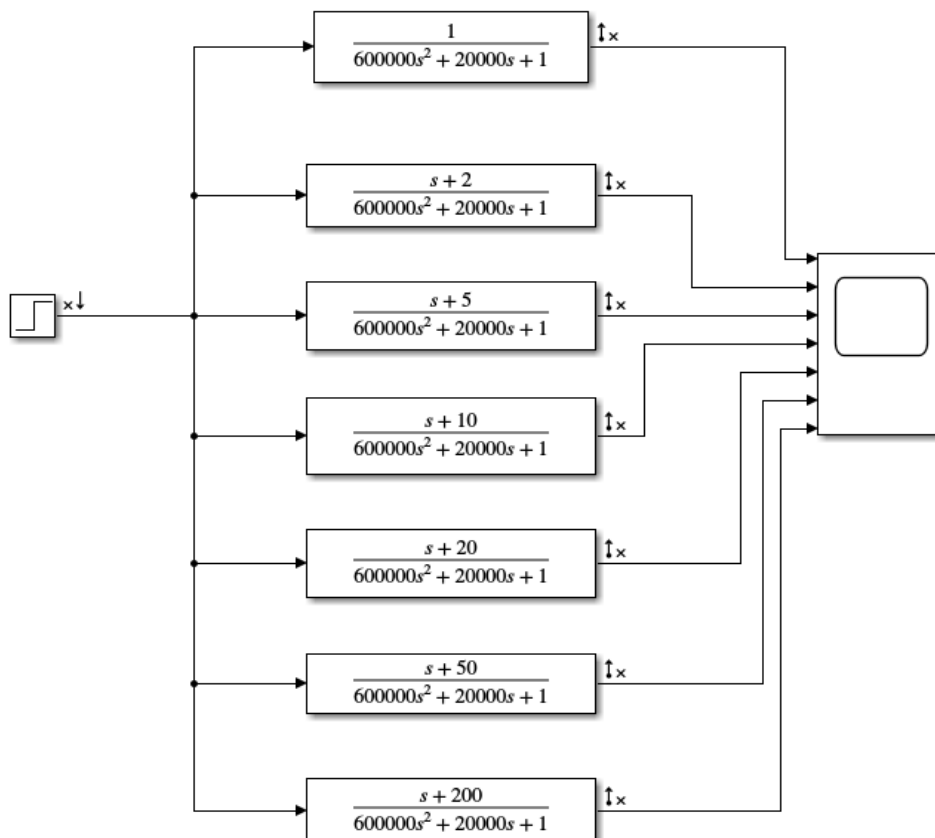 1
600000s² + 20000s + 1
s + 2
600000s² + 20000s + 1
s + 5
600000s² + 20000s + 1
s + 10
600000s² + 20000s + 1
s + 20
600000s² + 20000s + 1
s + 50
600000s² + 20000s + 1
s + 200
600000s² + 20000s + 1